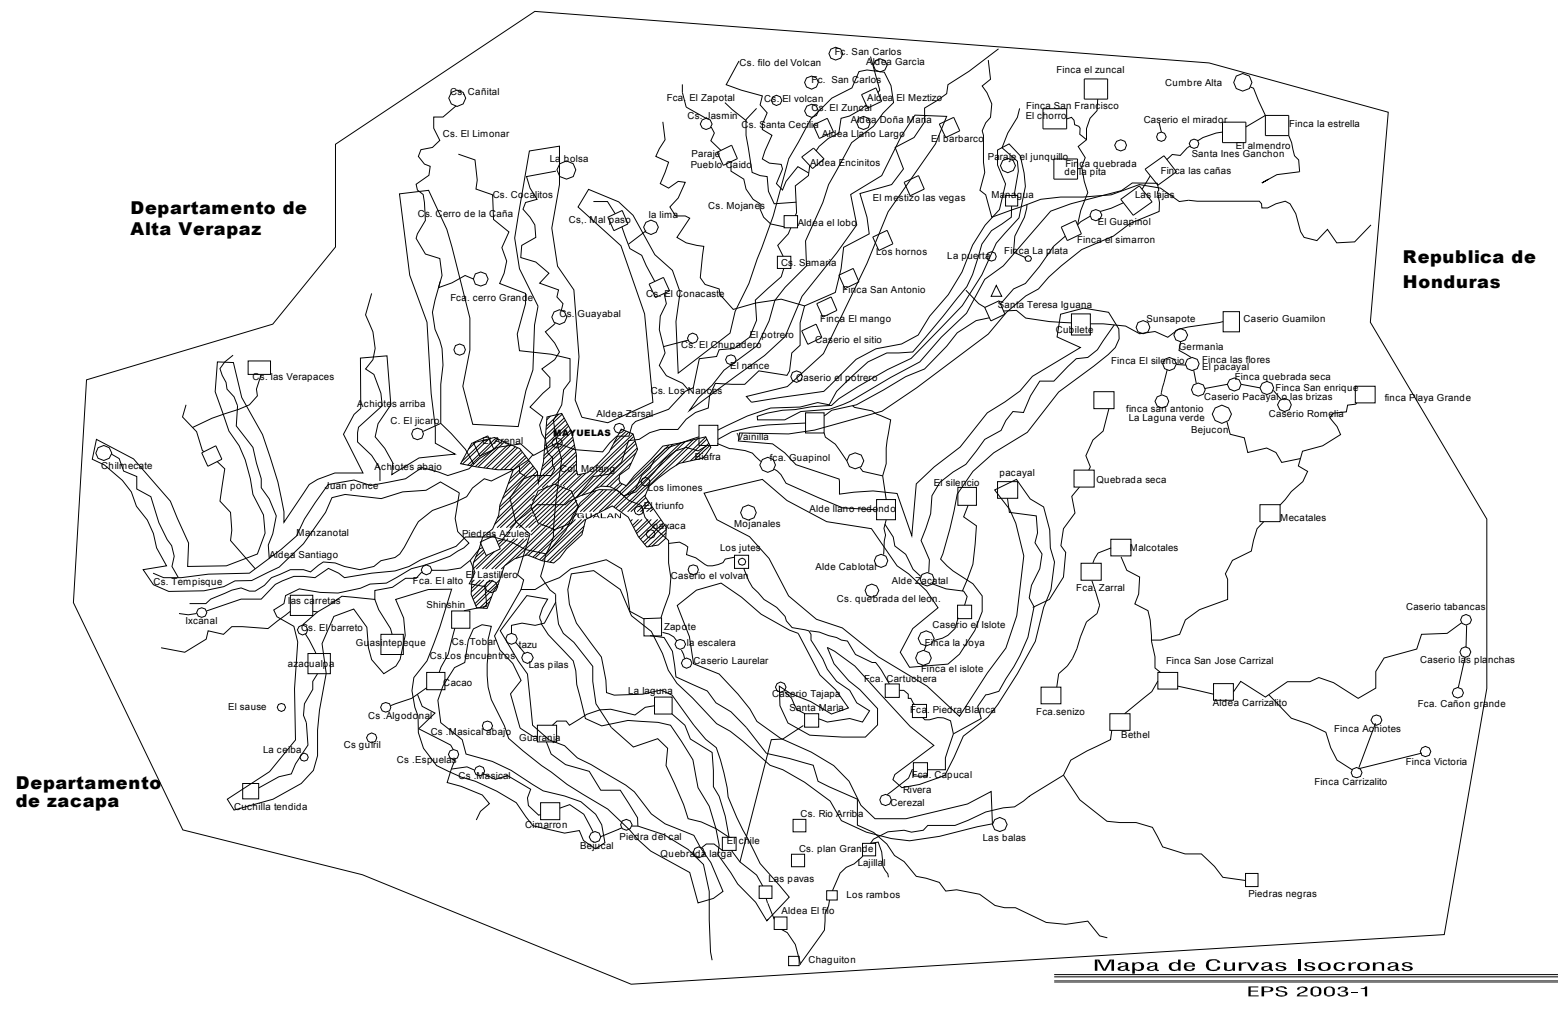 Fc. San Carlos
Cs. filo del Volcan
Aldea Garcia
Finca el zuncal
Fc. San Carlos
Cumbre Alta
Cs. Cañital
Fca. El Zapotal
Cs. El volcan
Aldea El Meztizo
Finca San Francisco
Cs. Jasmin
Cs. El Zuncal
El chorro
Cs. Santa Cecilia
Aldea Doña Maria
Caserio el mirador
Finca la estrella
Cs. El Limonar
Aldea Llano Largo
El barbarco
El almendro
La bolsa
Paraje
Pueblo Caido
Aldea Encinitos
Paraje el junquillo
Santa Ines Ganchon
Finca quebrada
de la pita
Finca las cañas
Cs. Cocalitos
El mestizo las vegas
Managua
Las lajas
Departamento de
Alta Verapaz
Cs. Cerro de la Caña
Cs,. Mal paso
la lima
Cs. Mojanes
Aldea el lobo
El Guapinol
Finca el simarron
Los hornos
La puerta
Finca La plata
Republica de
Honduras
Cs. Samaria
Fca. cerro Grande
Cs. El Conacaste
Finca San Antonio
Santa Teresa Iguana
Cs. Guayabal
Finca El mango
Cubilete
Sunsapote
Caserio Guamilon
Cs. El Chupadero
El potrero
Caserio el sitio
Germania
El nance
Finca El silencio
Finca las flores
El pacayal
Cs. las Verapaces
Caserio el potrero
Finca quebrada seca
Cs. Los Nances
Finca San enrique
Caserio Pacayal o las brizas
finca Playa Grande
Achiotes arriba
Aldea Zarsal
finca san antonio
La Laguna verde
Caserio Romelia
C. El jicaro
MAYUELAS
Vainilla
Bejucon
El Arenal
Chilmecate
Achiotes abajo
Col. Moreno
Biafra
fca. Guapinol
Juan ponce
Los limones
El silencio
pacayal
Quebrada seca
El triunfo
Alde llano redondo
GUALAN
Mojanales
Mecatales
Manzanotal
Piedras Azules
oaxaca
Aldea Santiago
Los jutes
Malcotales
Cs. Tempisque
Fca. El alto
El Lastillero
Caserio el volvan
Alde Cablotal
Alde Zacatal
Fca. Zarral
las carretas
Shinshin
Cs. quebrada del leon.
Caserio tabancas
Ixcanal
Cs. El barreto
Zapote
Caserio el Islote
Guasintepeque
Cs. Tobar
tazu
la escalera
Finca la Joya
azacualpa
Cs.Los encuentros
Las pilas
Caserio Laurelar
Finca el islote
Finca San Jose Carrizal
Caserio las planchas
Cacao
La laguna
Caserio Tajapa
Fca. Cartuchera
El sause
Cs .Algodonal
Santa Maria
Fca. Piedra Blanca
Fca.senizo
Aldea Carrizalito
Fca. Cañon grande
Cs .Masical abajo
Guaranja
Bethel
Finca Achiotes
La ceiba
Cs guful
Cs .Espuelas
Finca Victoria
Cs .Masical
Fca. Capucal
Finca Carrizalito
Departamento
de zacapa
Rivera
Cerezal
Cuchilla tendida
Cimarron
Cs. Rio Arriba
Bejucal
Piedra del cal
El chile
Las balas
Quebrada larga
Cs. plan Grande
Lajillal
Las pavas
Los rambos
Piedras negras
Aldea El filo
Chaguiton
Mapa de Curvas Isocronas
EPS 2003-1